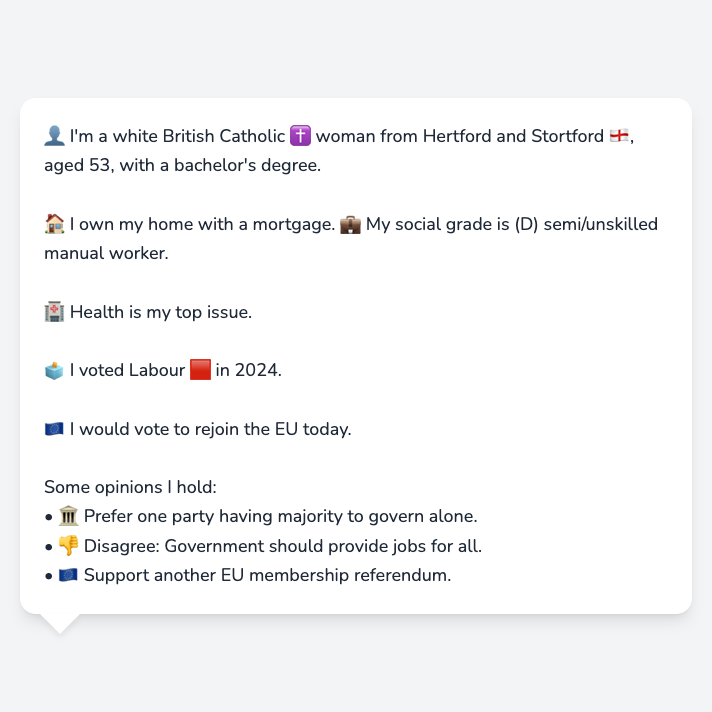 👤 I'm a white British Catholic ✝️ woman from Hertford and Stortford 🏴󠁧󠁢󠁥󠁮󠁧󠁿,
aged 53, with a bachelor's degree.
🏠 I own my home with a mortgage. 💼 My social grade is (D) semi/unskilled
manual worker.
🏥 Health is my top issue.
🗳️ I voted Labour 🟥 in 2024.
🇪🇺 I would vote to rejoin the EU today.
Some opinions I hold:
• 🏛️ Prefer one party having majority to govern alone.
• 👎 Disagree: Government should provide jobs for all.
• 🇪🇺 Support another EU membership referendum.